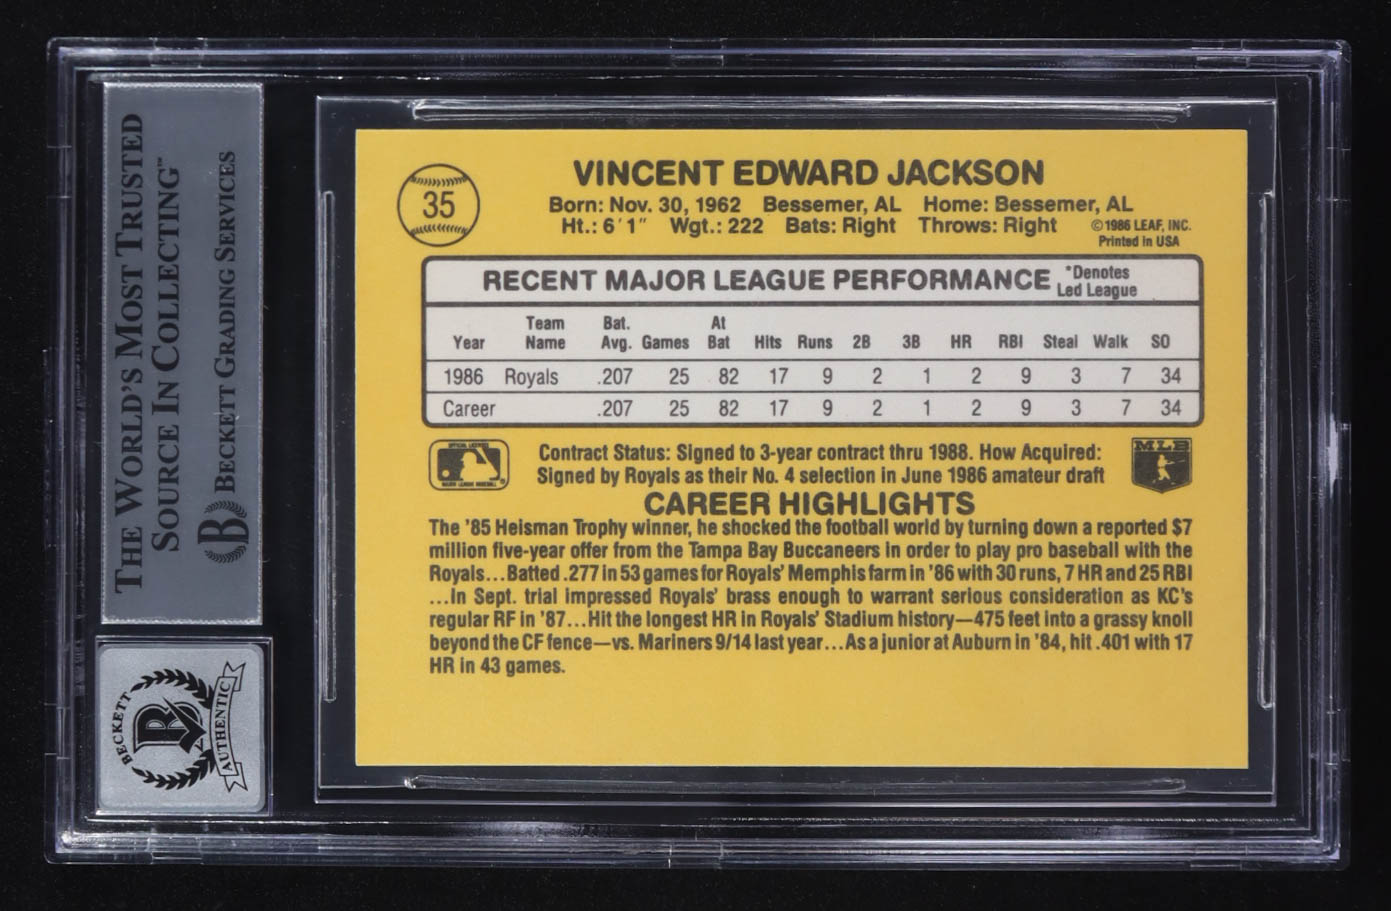 THE WORLD'S MOST TRUSTED
SOURCE IN COLLECTING™
B BECKETT GRADING SERVICES
BECKETT
B
AUTHENTIC
35
VINCENT EDWARD JACKSON
Born: Nov. 30, 1962 Bessemer, AL Home: Bessemer, AL
Ht.: 6'1" Wgt.: 222 Bats: Right Throws: Right
©1986 LEAF, INC.
Printed in USA
RECENT MAJOR LEAGUE PERFORMANCE *Denotes
Led League
Year Team Name Bat. Avg. Games At Bat Hits Runs 2B 3B HR RBI Steal Walk SO
1986 Royals .207 25 82 17 9 2 1 2 9 3 7 34
Career .207 25 82 17 9 2 1 2 9 3 7 34
OFFICIAL LICENSEE
MAJOR LEAGUE BASEBALL
Contract Status: Signed to 3-year contract thru 1988. How Acquired:
Signed by Royals as their No. 4 selection in June 1986 amateur draft
MLB
CAREER HIGHLIGHTS
The '85 Heisman Trophy winner, he shocked the football world by turning down a reported $7
million five-year offer from the Tampa Bay Buccaneers in order to play pro baseball with the
Royals...Batted .277 in 53 games for Royals' Memphis farm in '86 with 30 runs, 7 HR and 25 RBI
...In Sept. trial impressed Royals' brass enough to warrant serious consideration as KC's
regular RF in '87...Hit the longest HR in Royals' Stadium history—475 feet into a grassy knoll
beyond the CF fence—vs. Mariners 9/14 last year...As a junior at Auburn in '84, hit .401 with 17
HR in 43 games.